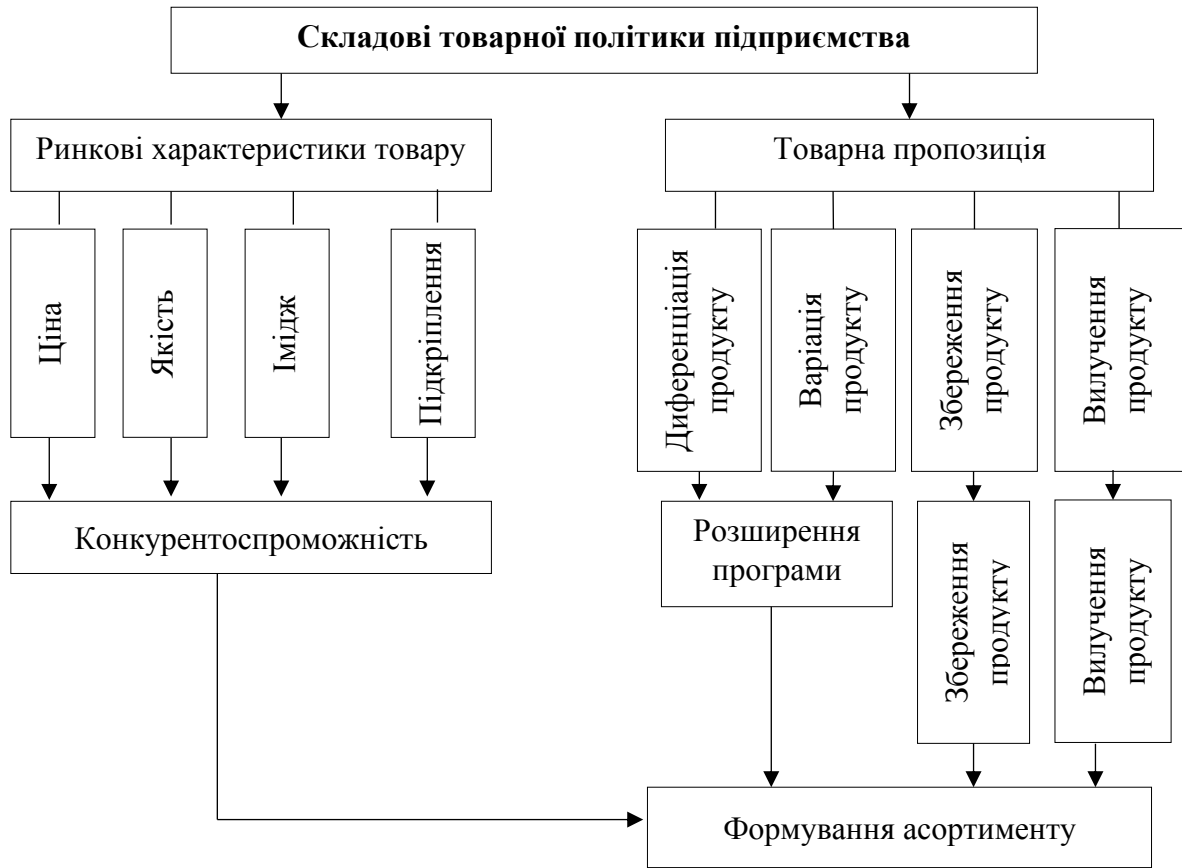 Складові товарної політики підприємства
Ринкові характеристики товару
Товарна пропозиція
Ціна
Якість
Імідж
Підкріплення
Диференціація
продукту
Варіація
продукту
Збереження
продукту
Вилучення
продукту
Конкурентоспроможність
Розширення
програми
Збереження
продукту
Вилучення
продукту
Формування асортименту